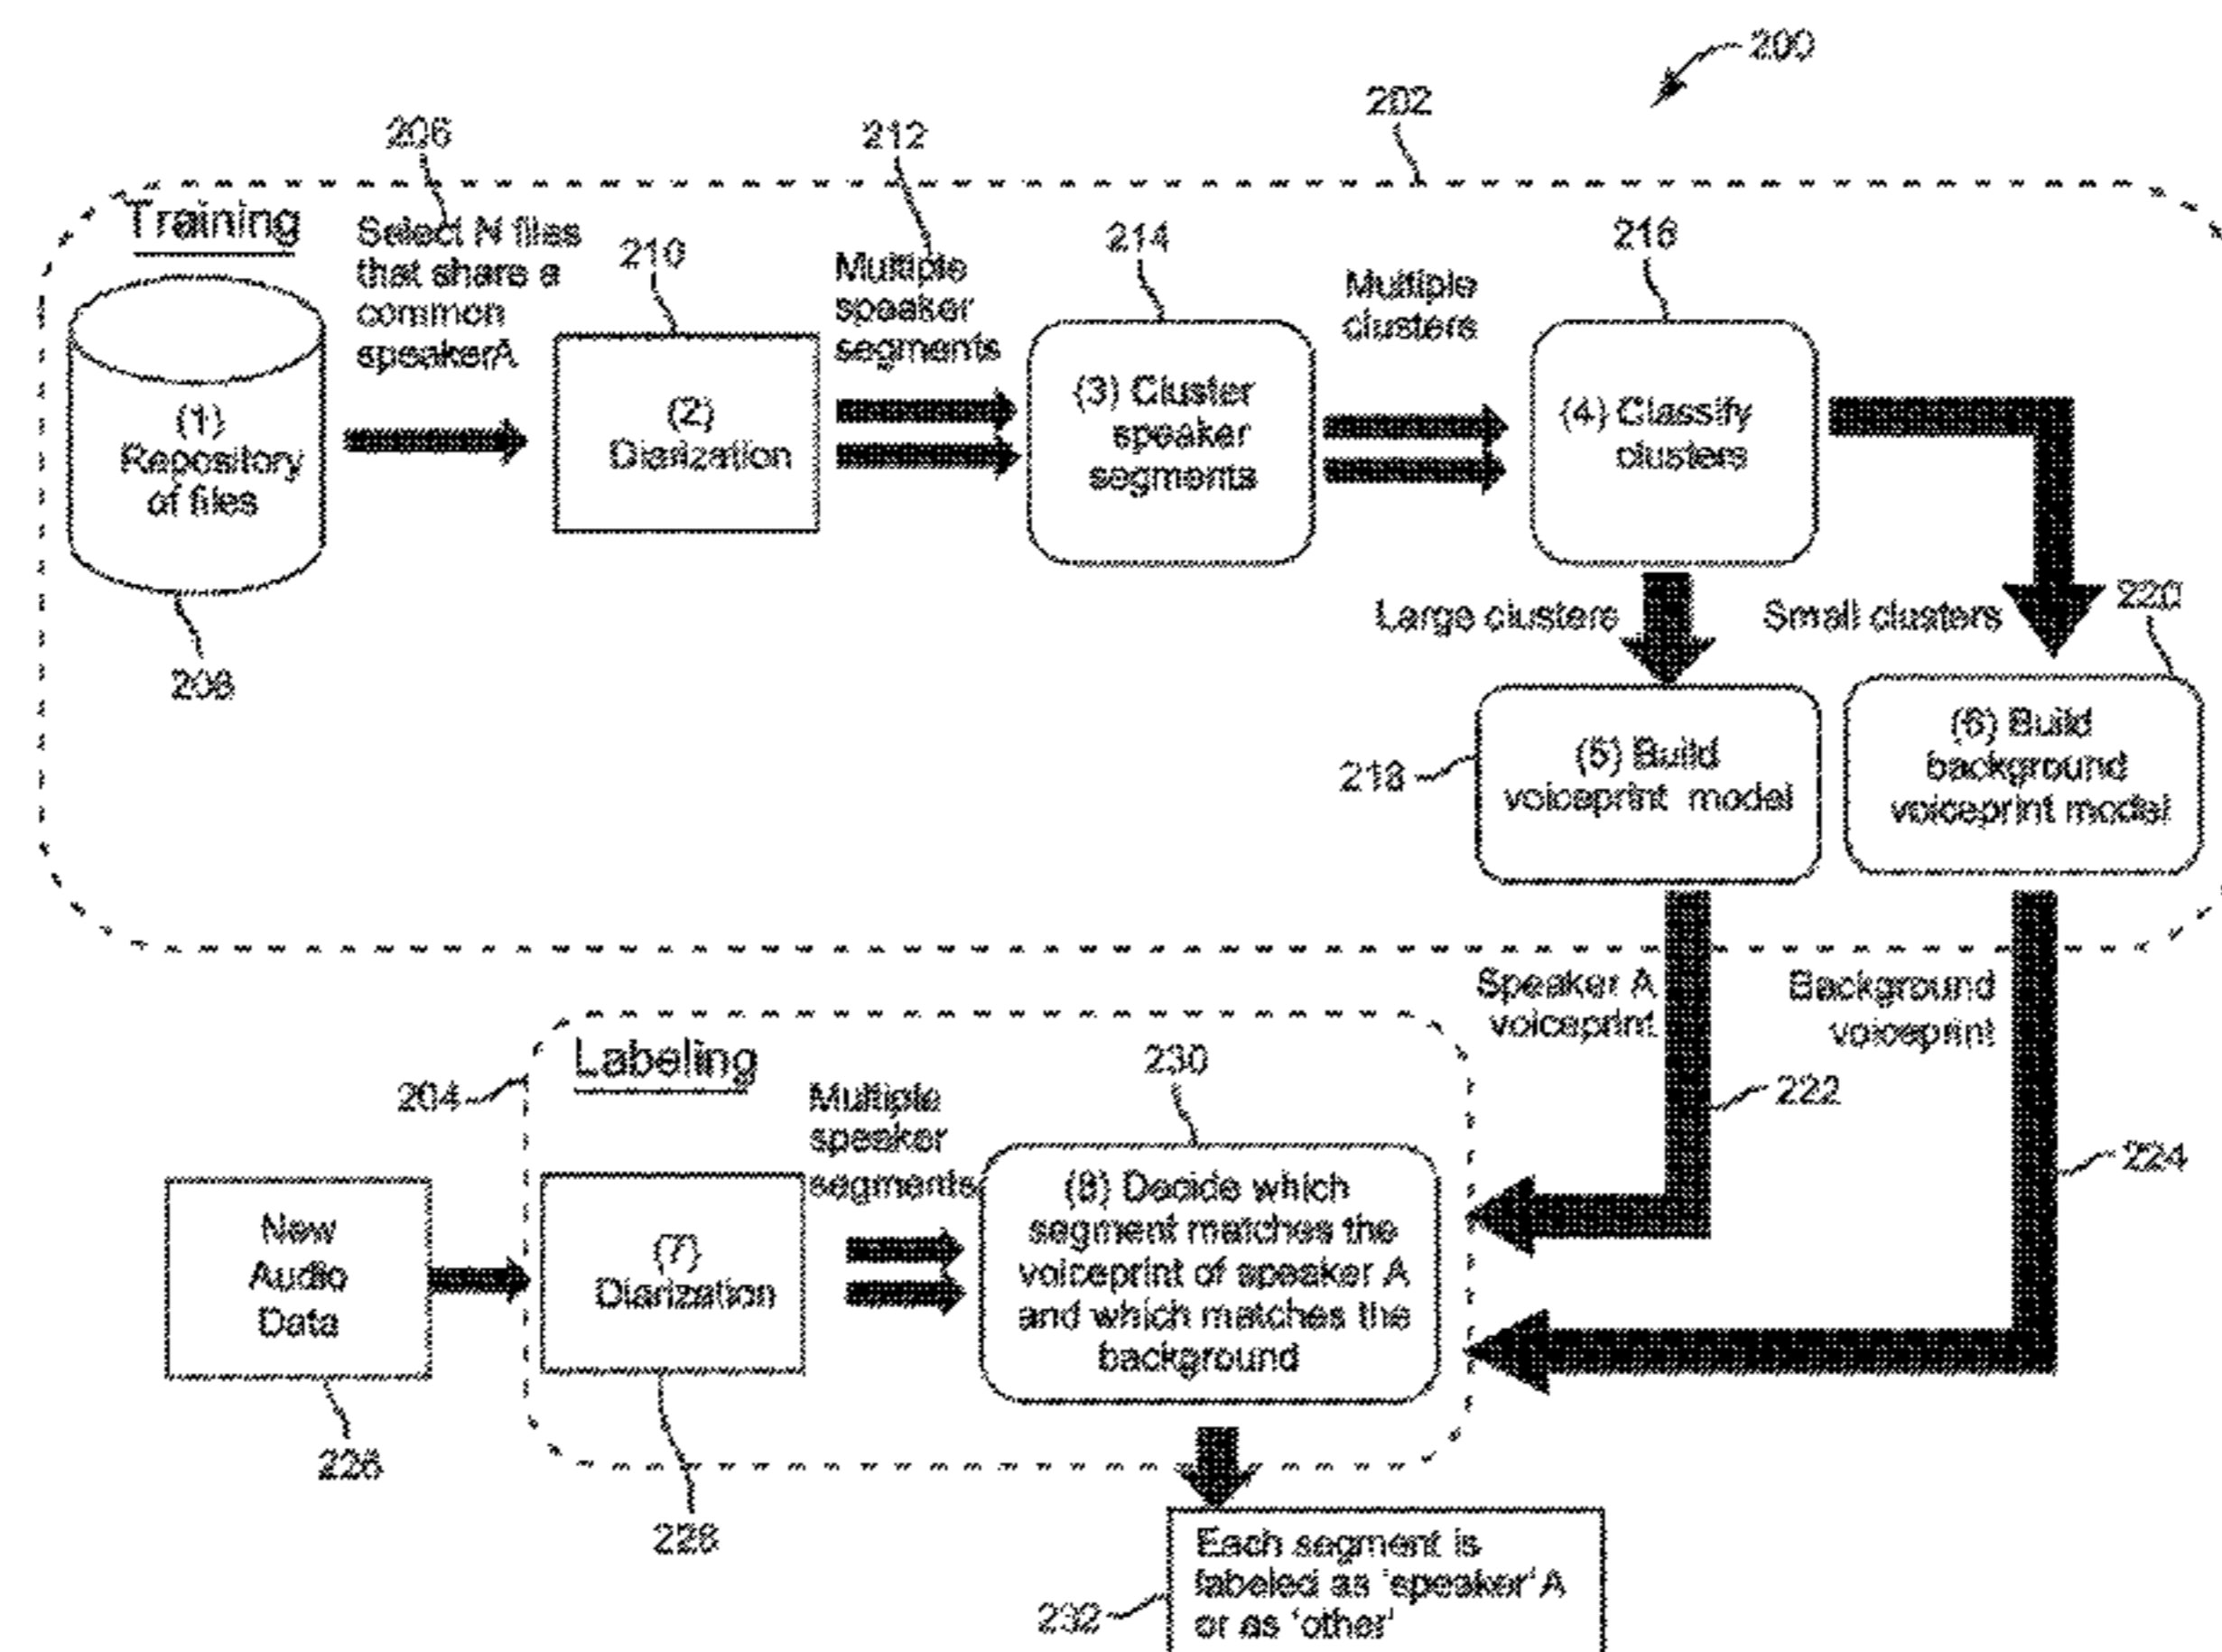 200
202
206
212
Training
Select N files
that share a
common
speakerA
210
Multiple
speaker
segments
214
Multiple
clusters
216
(1)
Repository
of files
(2)
Diarization
(3) Cluster
speaker
segments
(4) Classify
clusters
208
Large clusters
Small clusters
220
218
(5) Build
voiceprint model
(6) Build
background
voiceprint model
Speaker A
voiceprint
Background
voiceprint
222
224
204
Labeling
Multiple
speaker
segments
230
New
Audio
Data
(7)
Diarization
(8) Decide which
segment matches the
voiceprint of speaker A
and which matches the
background
226
228
232
Each segment is
labeled as 'speaker' A
or as 'other'